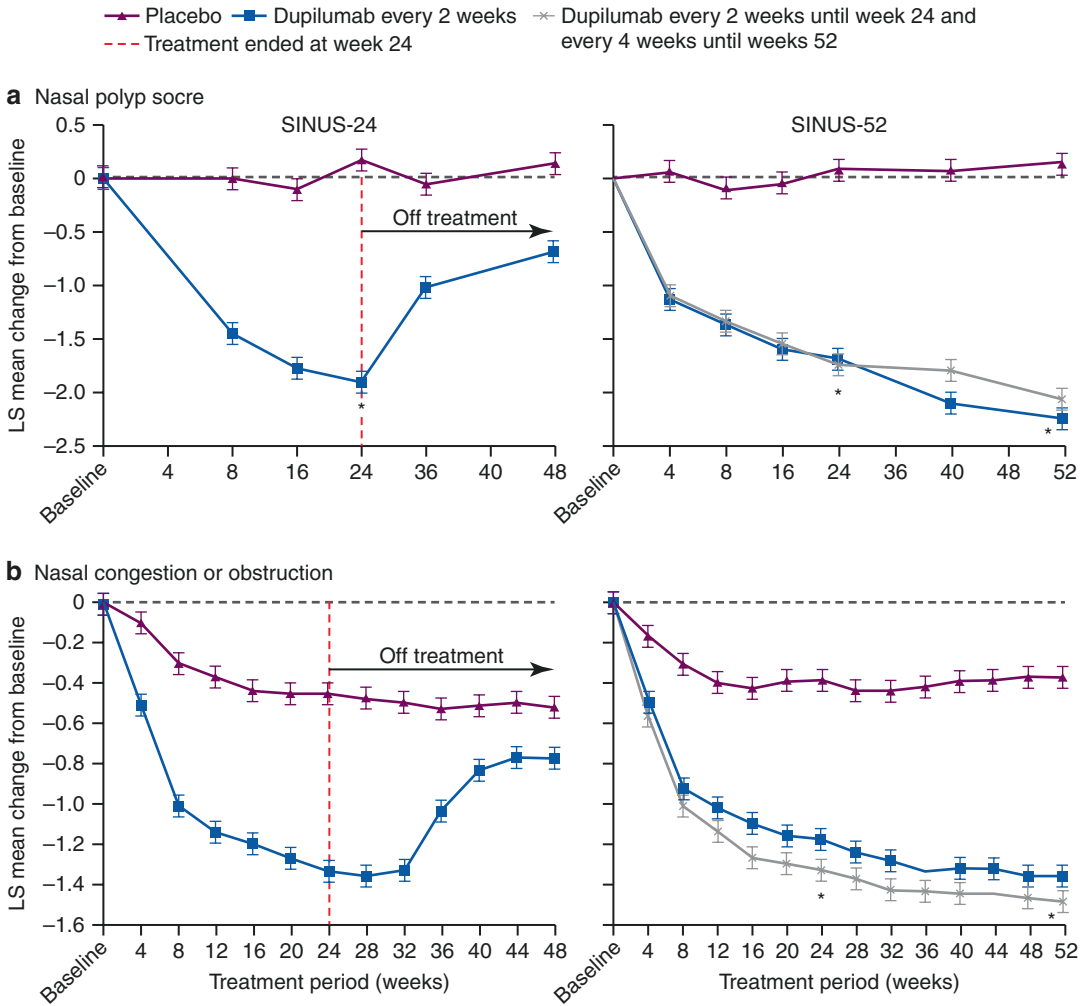 Placebo
Dupilumab every 2 weeks
Dupilumab every 2 weeks until week 24 and
every 4 weeks until weeks 52
Treatment ended at week 24
a Nasal polyp socre
SINUS-24
SINUS-52
LS mean change from baseline
0.5
0
–0.5
–1.0
–1.5
–2.0
–2.5
Off treatment
*
*
*
Baseline 4 8 16 24 36 40 48
Baseline 4 8 16 24 40 48 52
b Nasal congestion or obstruction
LS mean change from baseline
0
–0.2
–0.4
–0.6
–0.8
–1.0
–1.2
–1.4
–1.6
Off treatment
*
*
Baseline 4 8 12 16 20 24 28 32 36 40 44 48
Treatment period (weeks)
Baseline 4 8 12 16 20 24 28 32 36 40 44 48 52
Treatment period (weeks)